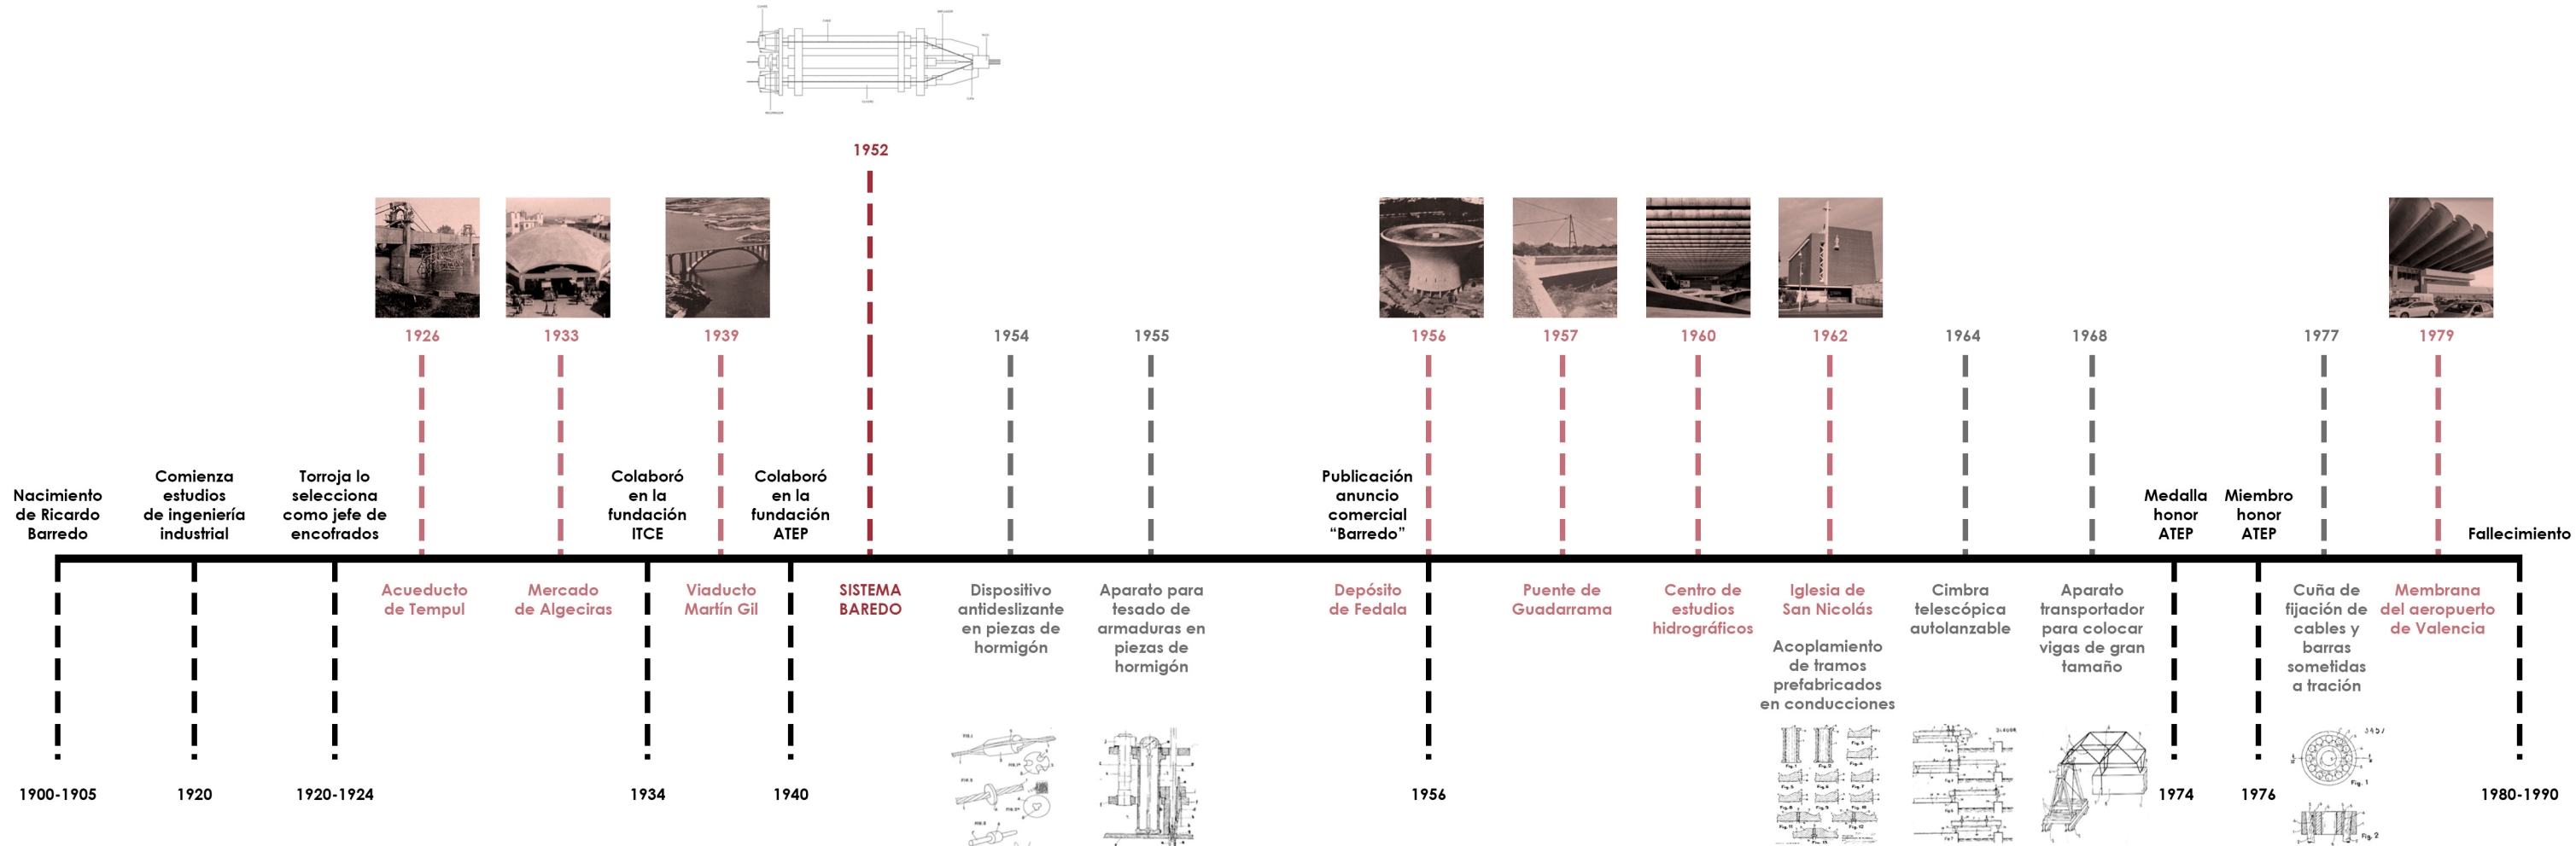 1952
1926
1933
1939
1954
1955
1956
1957
1960
1962
1964
1968
1977
1979
Nacimiento
de Ricardo
Barredo
Comienza
estudios
de ingeniería
industrial
Torroja lo
selecciona
como jefe de
encofrados
Colaboró
en la
fundación
ITCE
Colaboró
en la
fundación
ATEP
Publicación
anuncio
comercial
“Barredo”
Medalla
honor
ATEP
Miembro
honor
ATEP
Fallecimiento
Acueducto
de Tempul
Mercado
de Algeciras
Viaducto
Martín Gil
SISTEMA
BAREDO
Dispositivo
antideslizante
en piezas de
hormigón
Aparato para
tesado de
armaduras en
piezas de
hormigón
Depósito
de Fedala
Puente de
Guadarrama
Centro de
estudios
hidrográficos
Iglesia de
San Nicolás
Acoplamiento
de tramos
prefabricados
en conducciones
Cimbra
telescópica
autolanzable
Aparato
transportador
para colocar
vigas de gran
tamaño
Cuña de
fijación de
cables y
barras
sometidas
a tración
Membrana
del aeropuerto
de Valencia
Fig. 1
Fig. 2
1900-1905
1920
1920-1924
1934
1940
1956
1974
1976
1980-1990